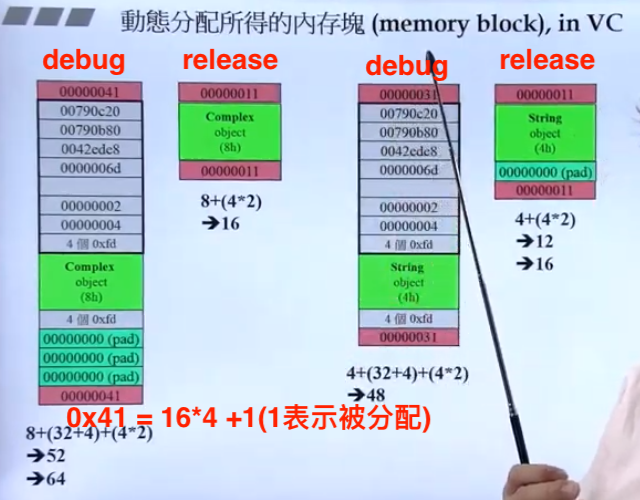 動態分配所得的內存塊 (memory block), in VC
debug
00000041
00790c20
00790b80
0042ede8
0000006d
00000002
00000004
4 個 0xfd
Complex
object
(8h)
4 個 0xfd
00000000 (pad)
00000000 (pad)
00000000 (pad)
00000041
8+(32+4)+(4*2)
➔52
➔64
release
00000011
Complex
object
(8h)
00000011
8+(4*2)
➔16
debug
00000031
00790c20
00790b80
0042ede8
0000006d
00000002
00000004
4 個 0xfd
String
object
(4h)
4 個 0xfd
00000031
4+(32+4)+(4*2)
➔48
release
00000011
String
object
(4h)
00000000 (pad)
00000011
4+(4*2)
➔12
➔16
0x41 = 16*4 +1(1表示被分配)